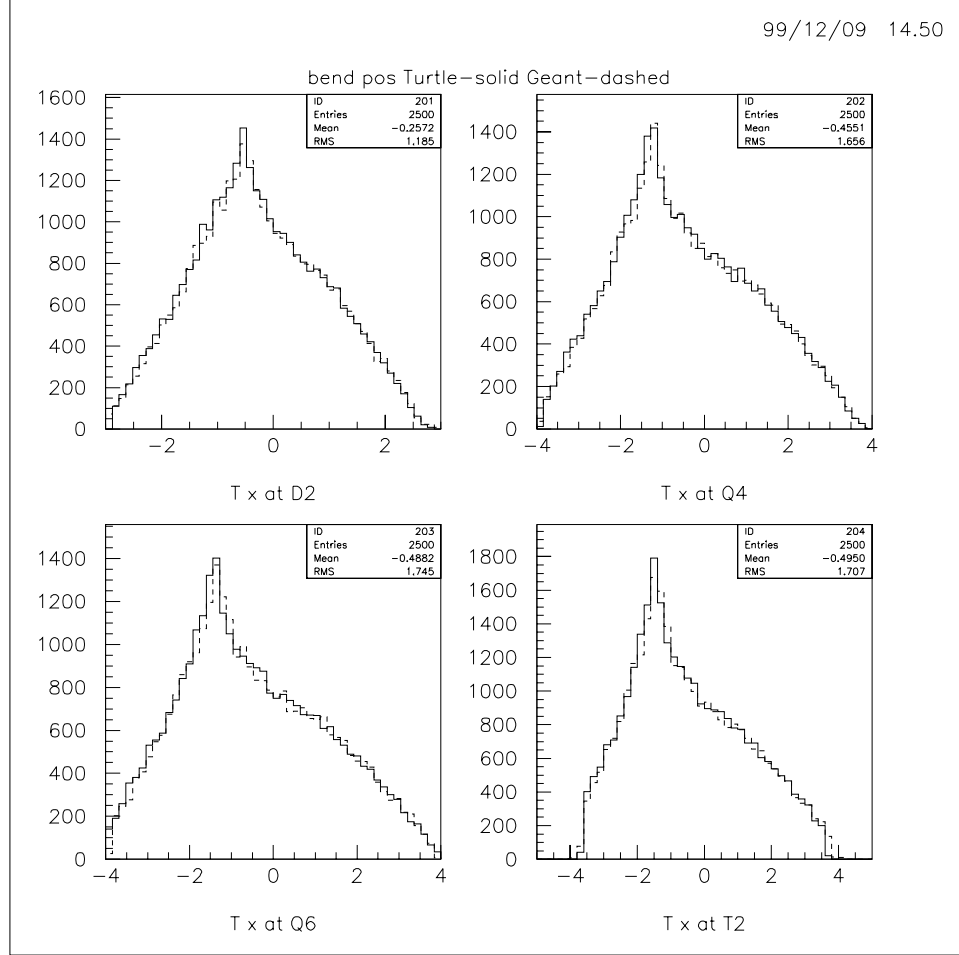 99/12/09 14.50
bend pos Turtle-solid Geant-dashed
ID 201
Entries 2500
Mean -0.2572
RMS 1.185
1600
1400
1200
1000
800
600
400
200
0
-2 0 2
T x at D2
ID 202
Entries 2500
Mean -0.4551
RMS 1.656
1400
1200
1000
800
600
400
200
0
-4 -2 0 2 4
T x at Q4
ID 203
Entries 2500
Mean -0.4882
RMS 1.745
1400
1200
1000
800
600
400
200
0
-4 -2 0 2 4
T x at Q6
ID 204
Entries 2500
Mean -0.4950
RMS 1.707
1800
1600
1400
1200
1000
800
600
400
200
0
-4 -2 0 2 4
T x at T2